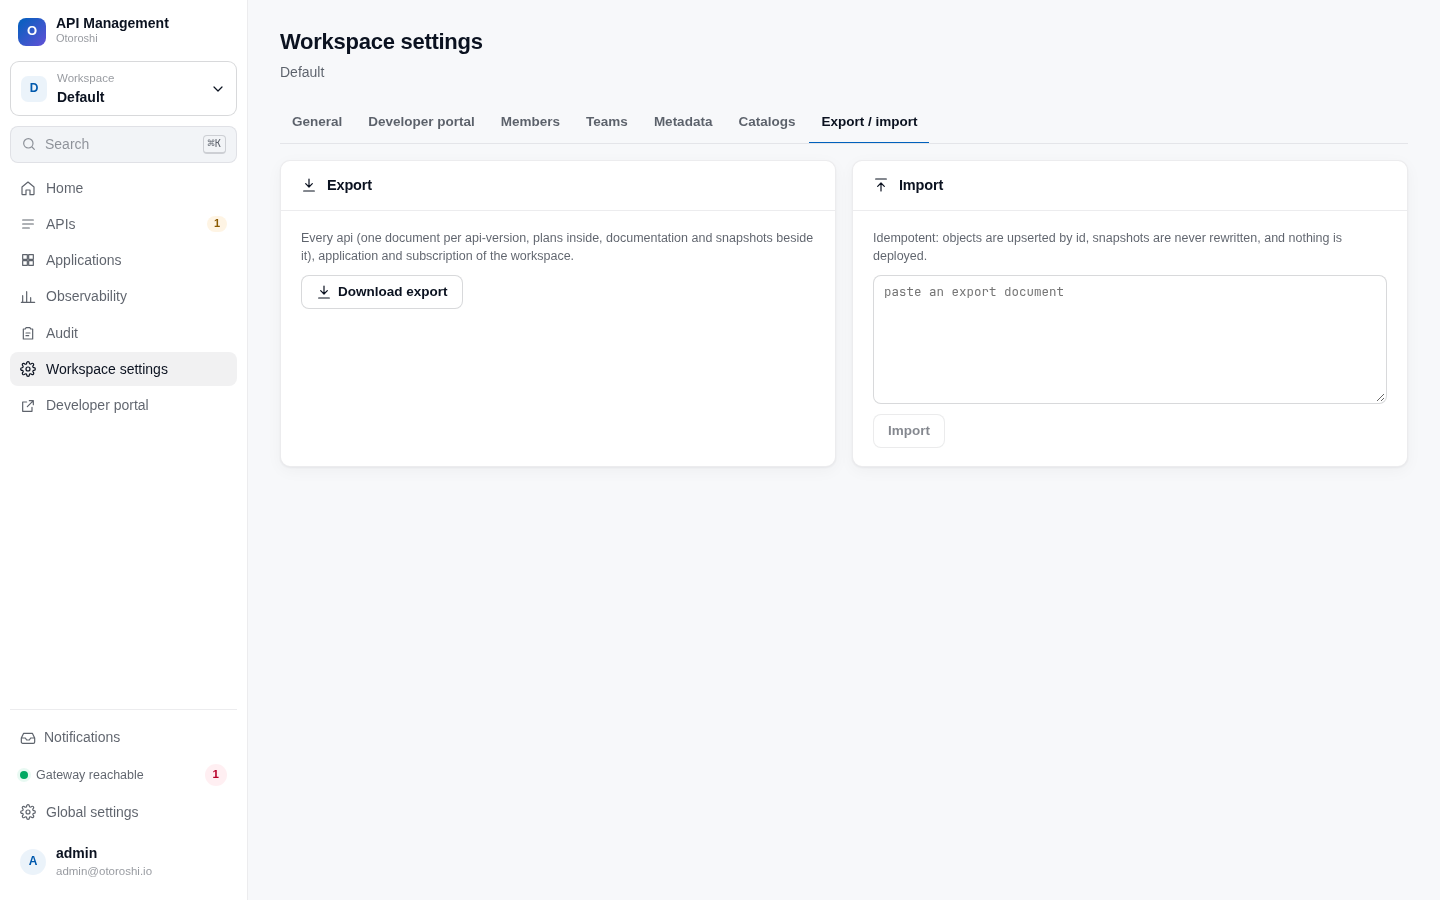 O
API Management
Otoroshi
D
Workspace
Default
Search
⌘K
Home
APIs
1
Applications
Observability
Audit
Workspace settings
Developer portal
Notifications
Gateway reachable
1
Global settings
A
admin
admin@otoroshi.io
Workspace settings
Default
General
Developer portal
Members
Teams
Metadata
Catalogs
Export / import
Export
Every api (one document per api-version, plans inside, documentation and snapshots beside
it), application and subscription of the workspace.
Download export
Import
Idempotent: objects are upserted by id, snapshots are never rewritten, and nothing is
deployed.
paste an export document
Import